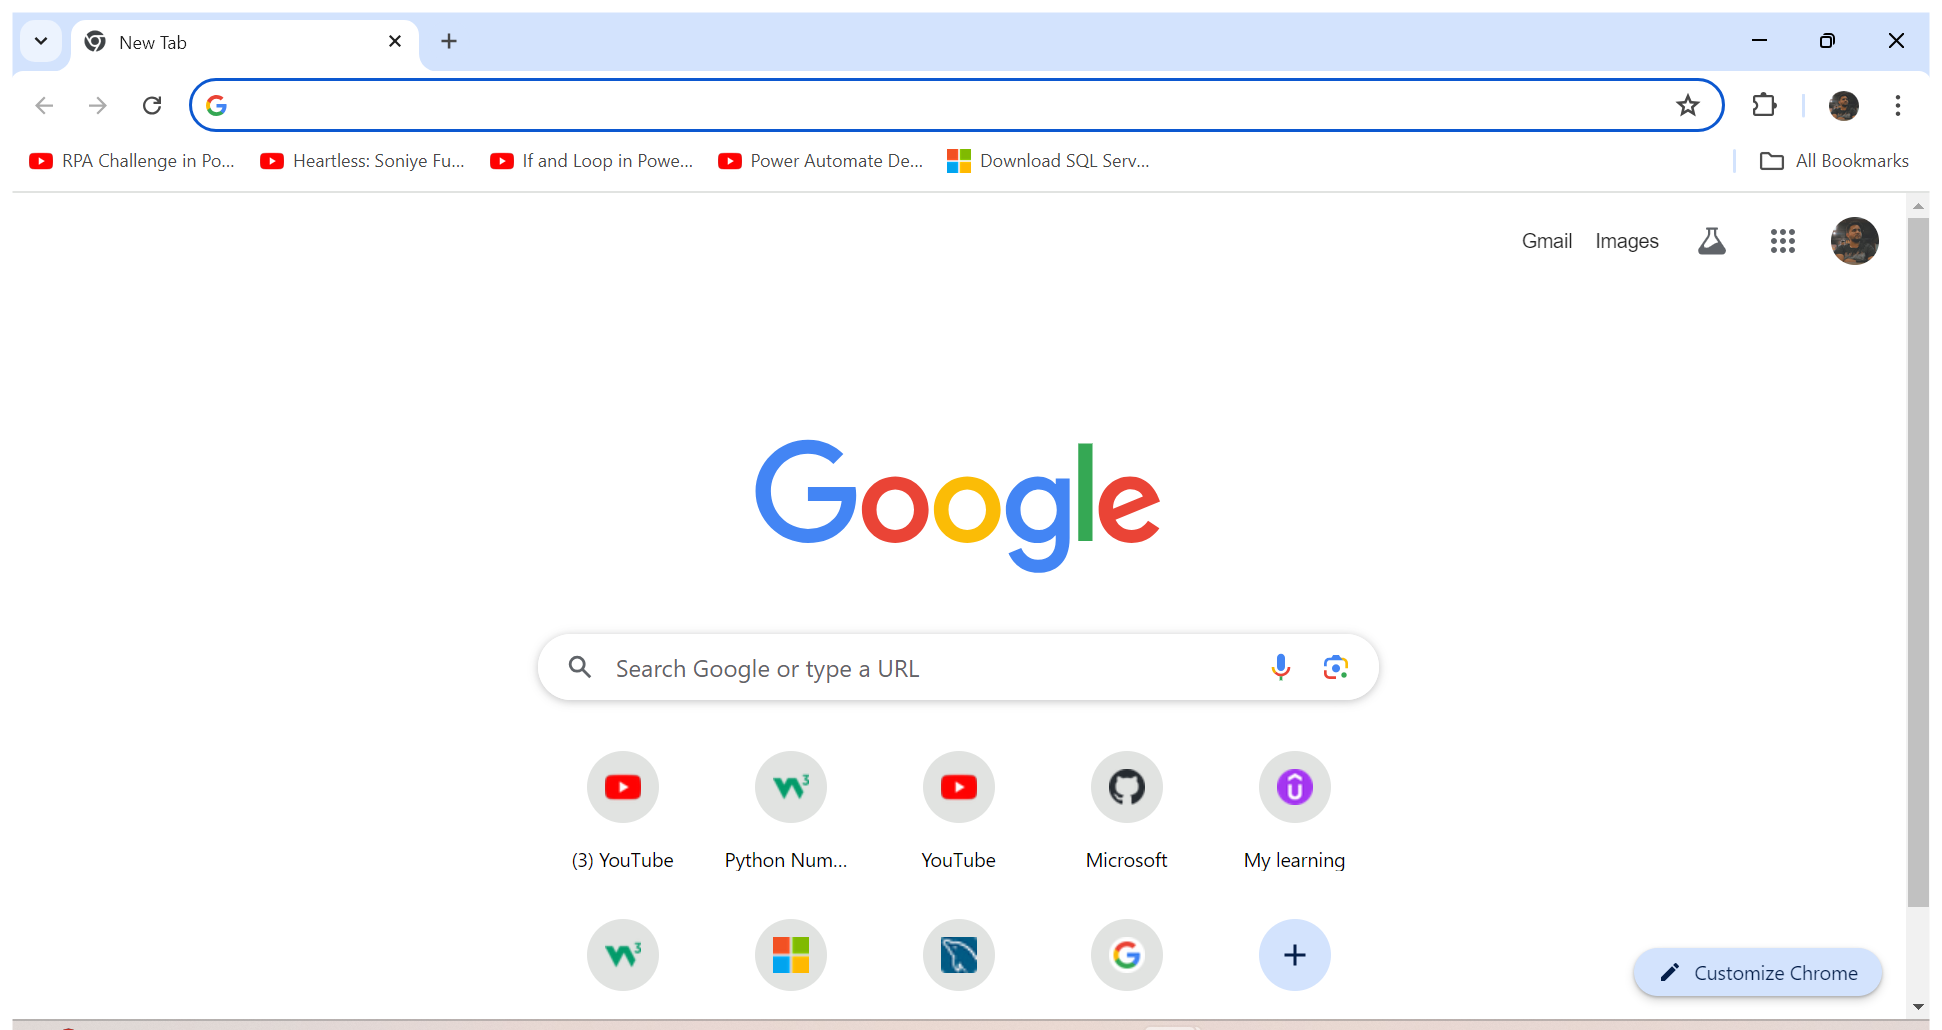 New Tab
RPA Challenge in Po...
Heartless: Soniye Fu...
If and Loop in Powe...
Power Automate De...
Download SQL Serv...
All Bookmarks
Gmail
Images
Google
Search Google or type a URL
(3) YouTube
Python Num...
YouTube
Microsoft
My learning
Customize Chrome